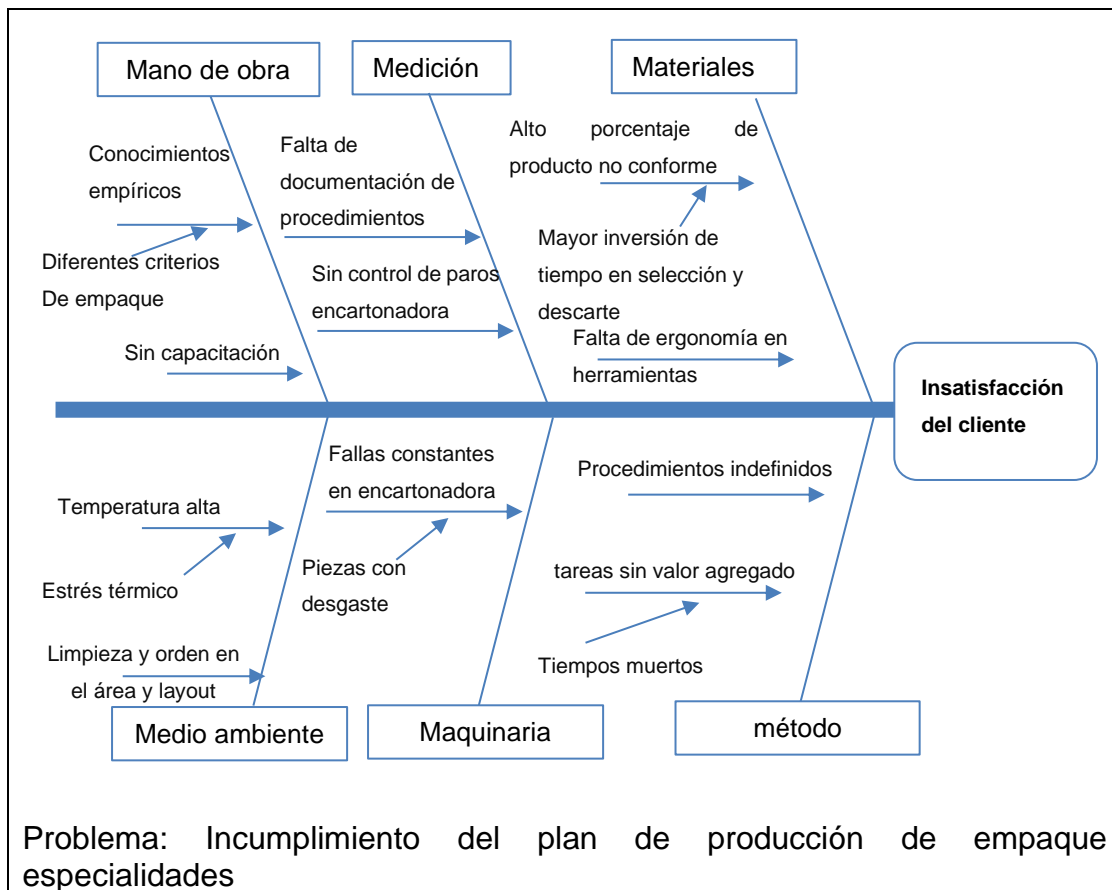 Mano de obra
Medición
Materiales
Conocimientos
empíricos
Diferentes criterios
De empaque
Sin capacitación
Falta de
documentación de
procedimientos
Sin control de paros
encartonadora
Alto porcentaje de
producto no conforme
Mayor inversión de
tiempo en selección y
descarte
Falta de ergonomía en
herramientas
Insatisfacción
del cliente
Temperatura alta
Estrés térmico
Limpieza y orden en
el área y layout
Fallas constantes
en encartonadora
Piezas con
desgaste
Procedimientos indefinidos
tareas sin valor agregado
Tiempos muertos
Medio ambiente
Maquinaria
método
Problema: Incumplimiento del plan de producción de empaque
especialidades